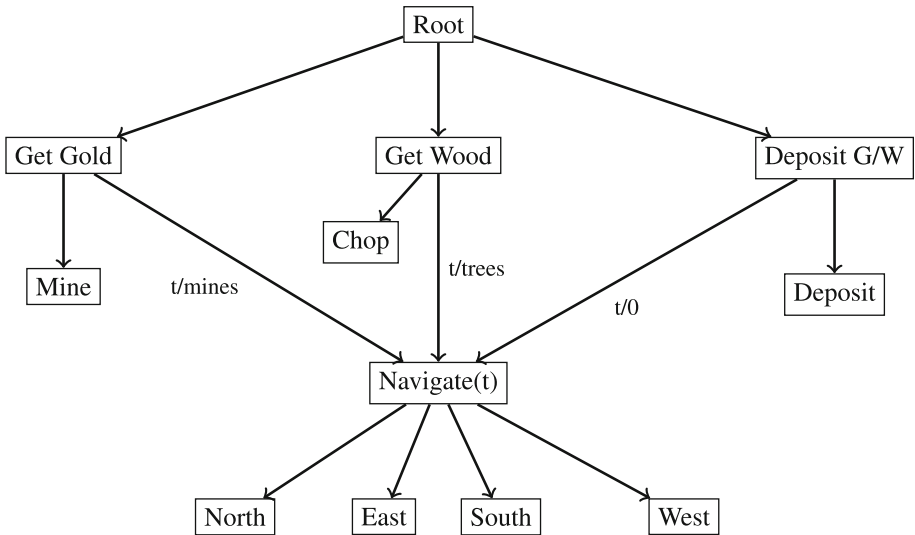 Root
Get Gold
Get Wood
Deposit G/W
Chop
Mine
t/mines
t/trees
t/0
Deposit
Navigate(t)
North
East
South
West